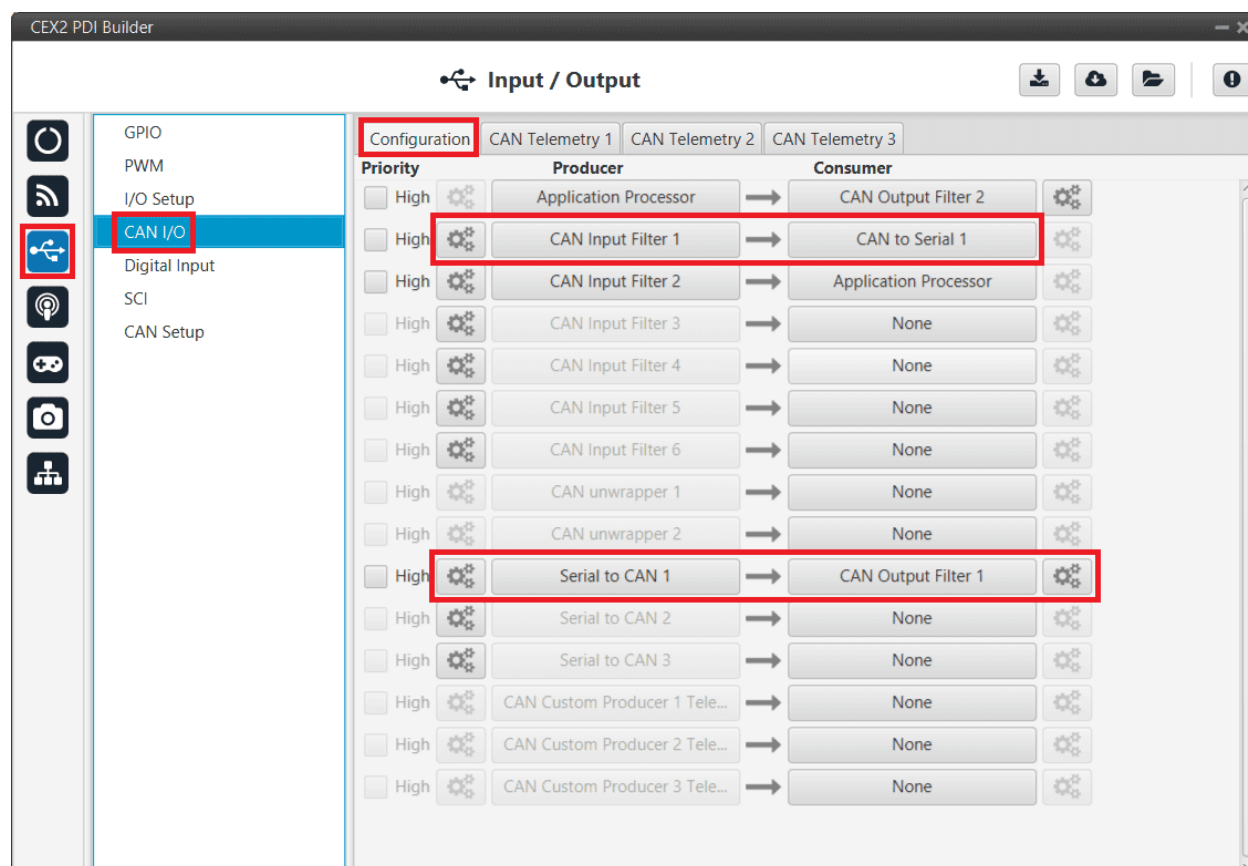 CEX2 PDI Builder
Input / Output
GPIO
PWM
I/O Setup
CAN I/O
Digital Input
SCI
CAN Setup
Configuration CAN Telemetry 1 CAN Telemetry 2 CAN Telemetry 3
Priority Producer Consumer
High Application Processor CAN Output Filter 2
High CAN Input Filter 1 CAN to Serial 1
High CAN Input Filter 2 Application Processor
High CAN Input Filter 3 None
High CAN Input Filter 4 None
High CAN Input Filter 5 None
High CAN Input Filter 6 None
High CAN unwrapper 1 None
High CAN unwrapper 2 None
High Serial to CAN 1 CAN Output Filter 1
High Serial to CAN 2 None
High Serial to CAN 3 None
High CAN Custom Producer 1 Tele... None
High CAN Custom Producer 2 Tele... None
High CAN Custom Producer 3 Tele... None